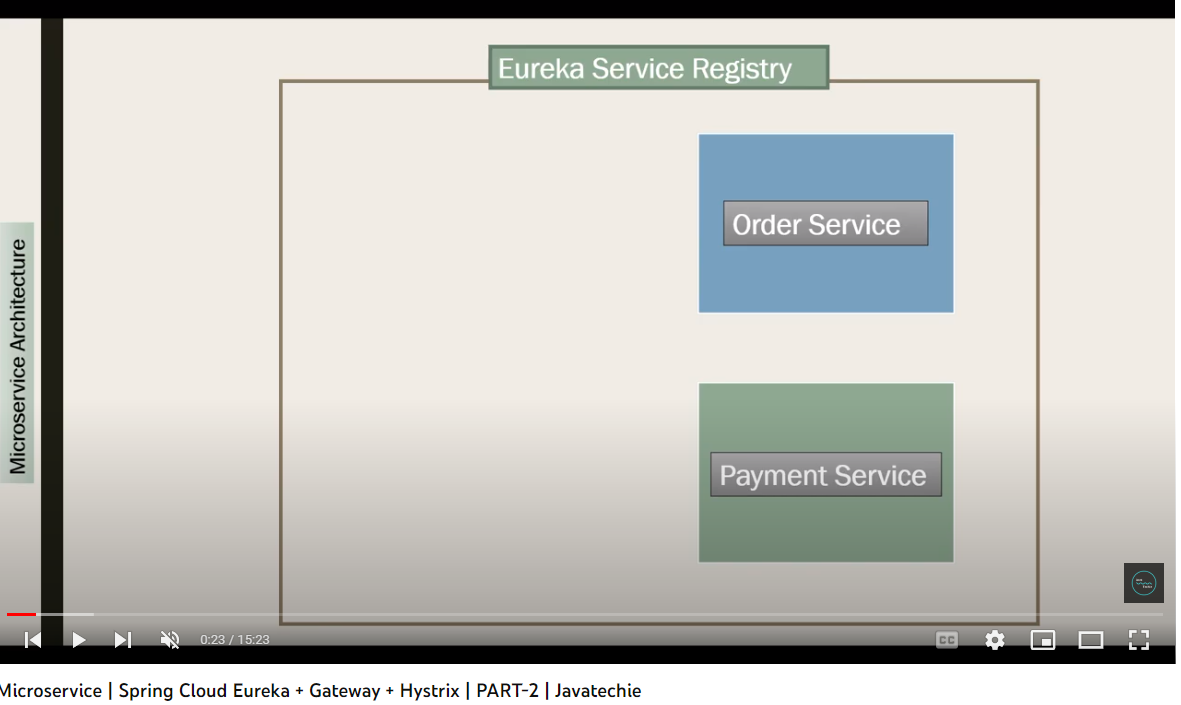 Eureka Service Registry
Order Service
Microservice Architecture
Payment Service
0:23 / 15:23
CC
Microservice | Spring Cloud Eureka + Gateway + Hystrix | PART-2 | Javatechie